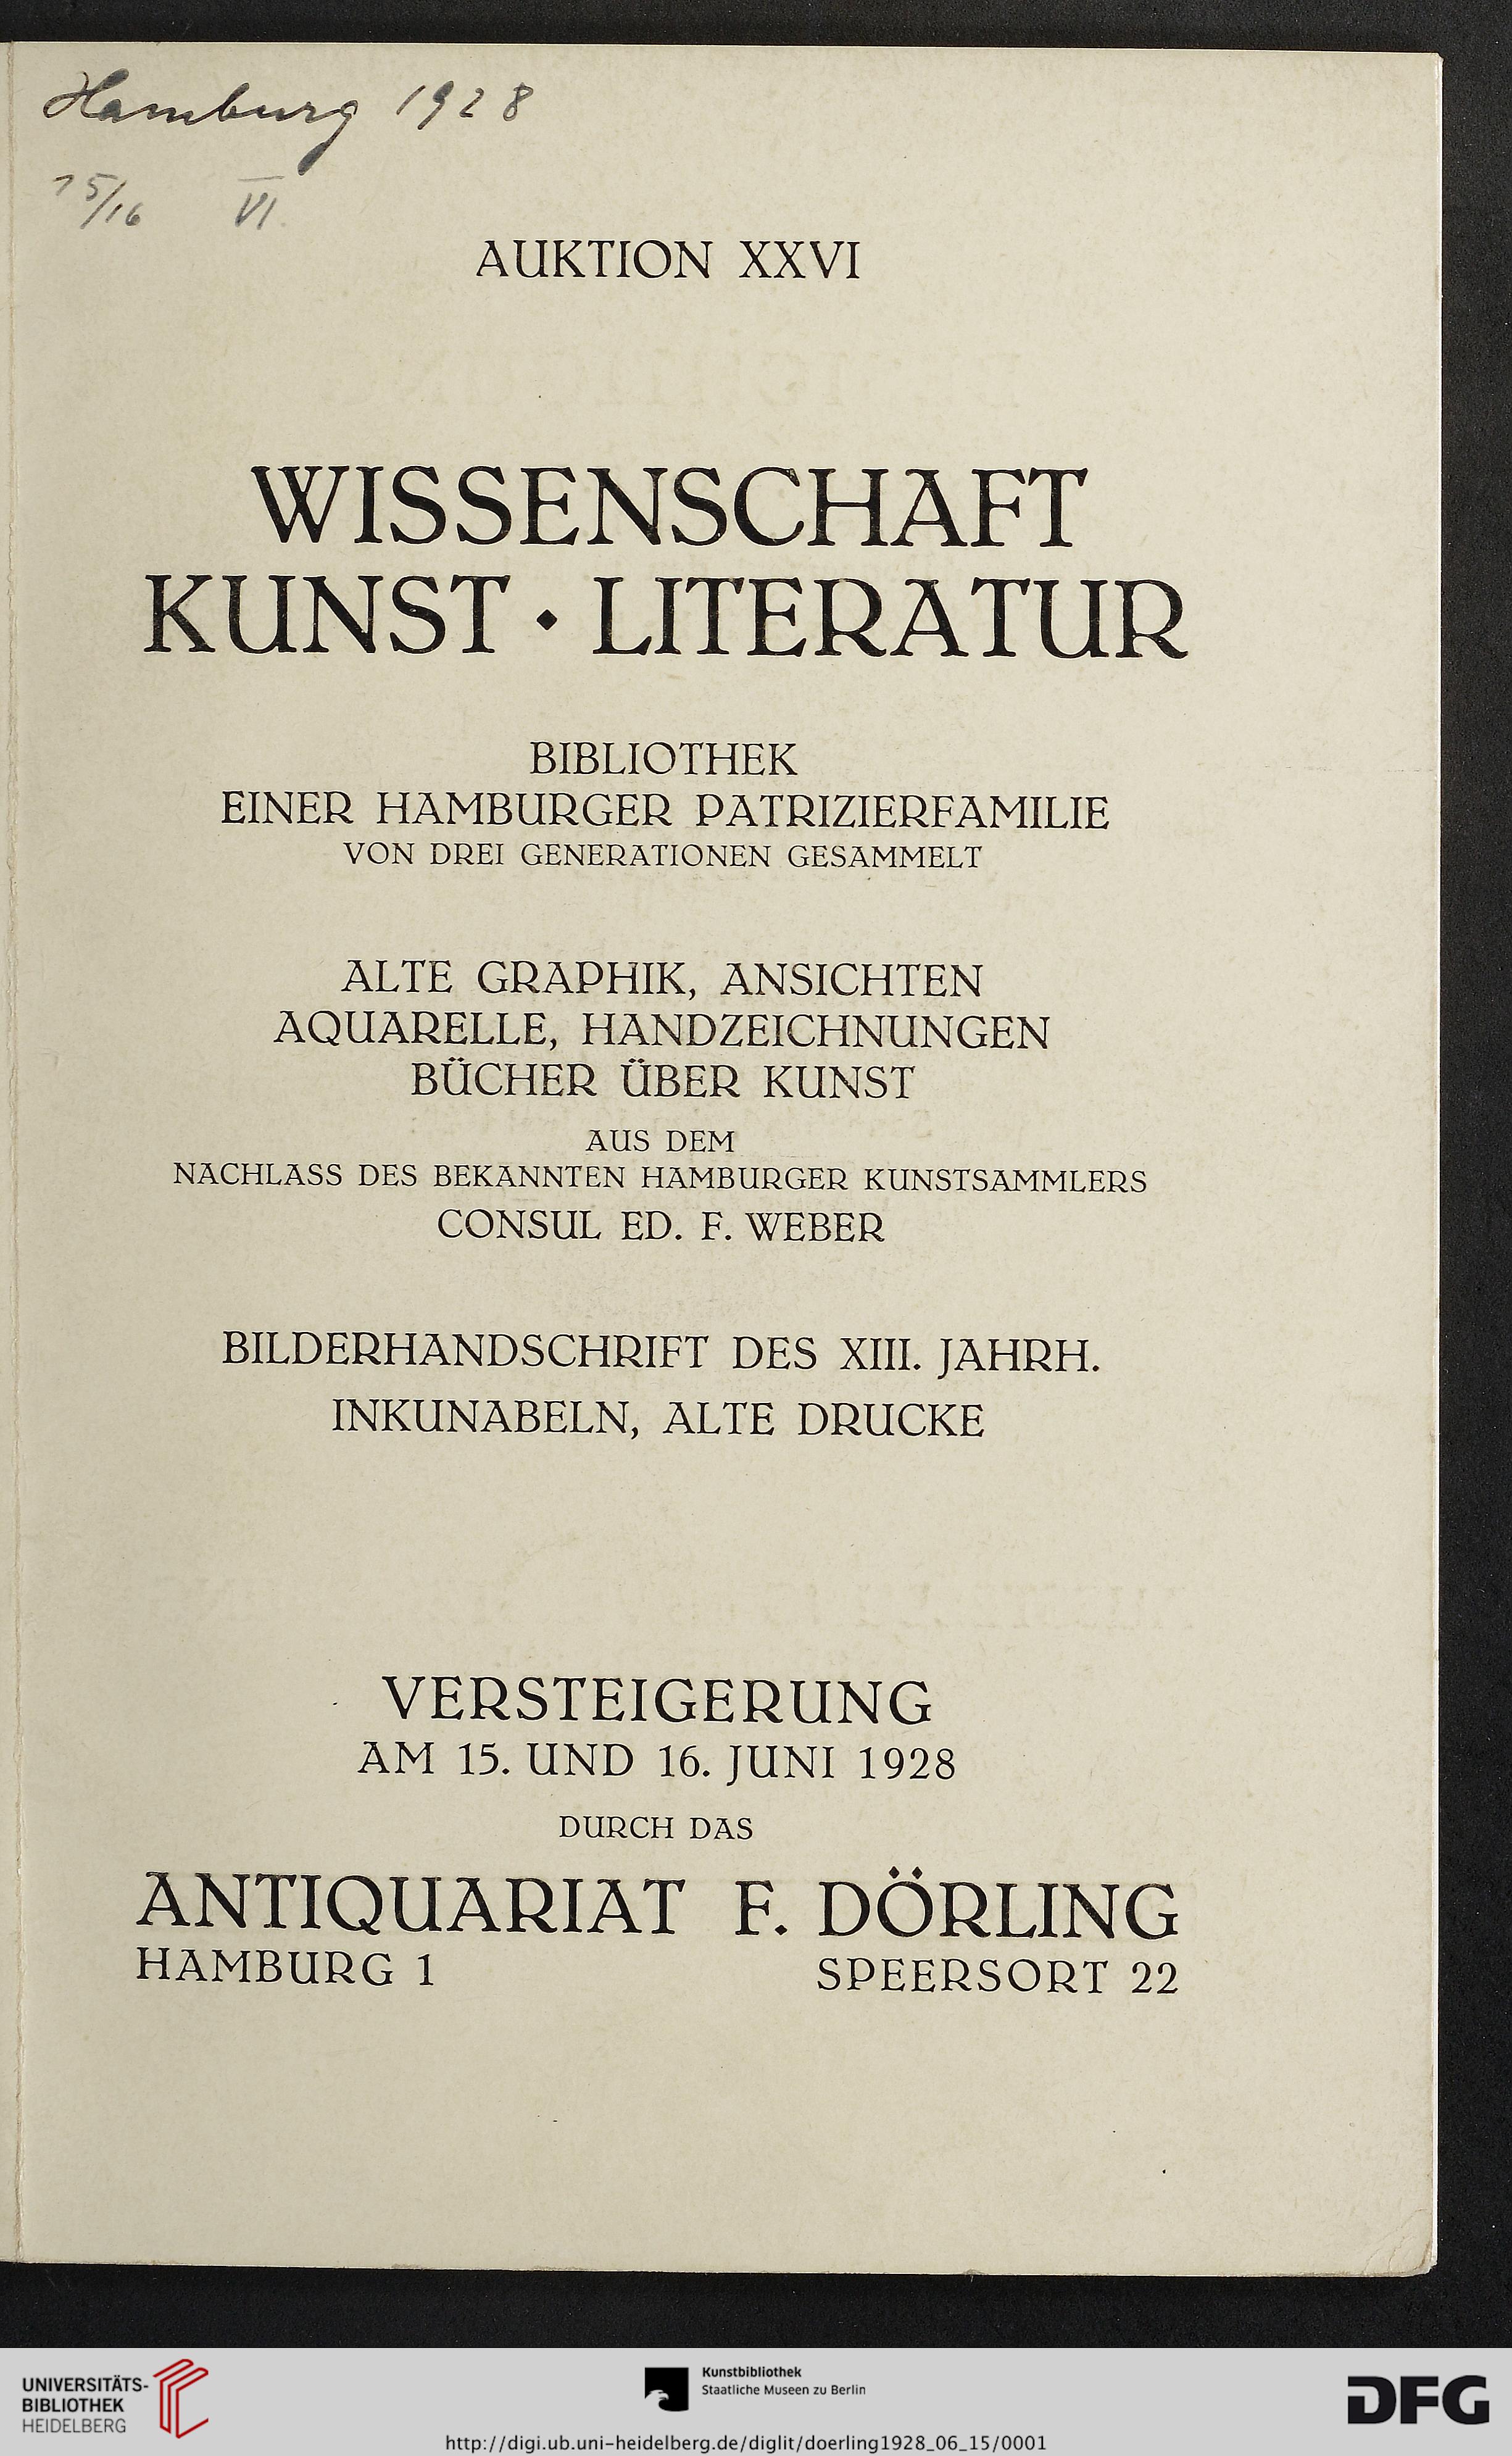 Hamburg 1928
15/16 VI.
AUKTION XXVI
WISSENSCHAFT
KUNST · LITERATUR
BIBLIOTHEK
EINER HAMBURGER PATRIZIERFAMILIE
VON DREI GENERATIONEN GESAMMELT
ALTE GRAPHIK, ANSICHTEN
AQUARELLE, HANDZEICHNUNGEN
BÜCHER ÜBER KUNST
AUS DEM
NACHLASS DES BEKANNTEN HAMBURGER KUNSTSAMMLERS
CONSUL ED. F. WEBER
BILDERHANDSCHRIFT DES XIII. JAHRH.
INKUNABELN, ALTE DRUCKE
VERSTEIGERUNG
AM 15. UND 16. JUNI 1928
DURCH DAS
ANTIQUARIAT F. DÖRLING
HAMBURG 1 SPEERSORT 22
UNIVERSITÄTS-
BIBLIOTHEK
HEIDELBERG
Kunstbibliothek
Staatliche Museen zu Berlin
DFG
http://digi.ub.uni-heidelberg.de/diglit/doerling1928_06_15/0001